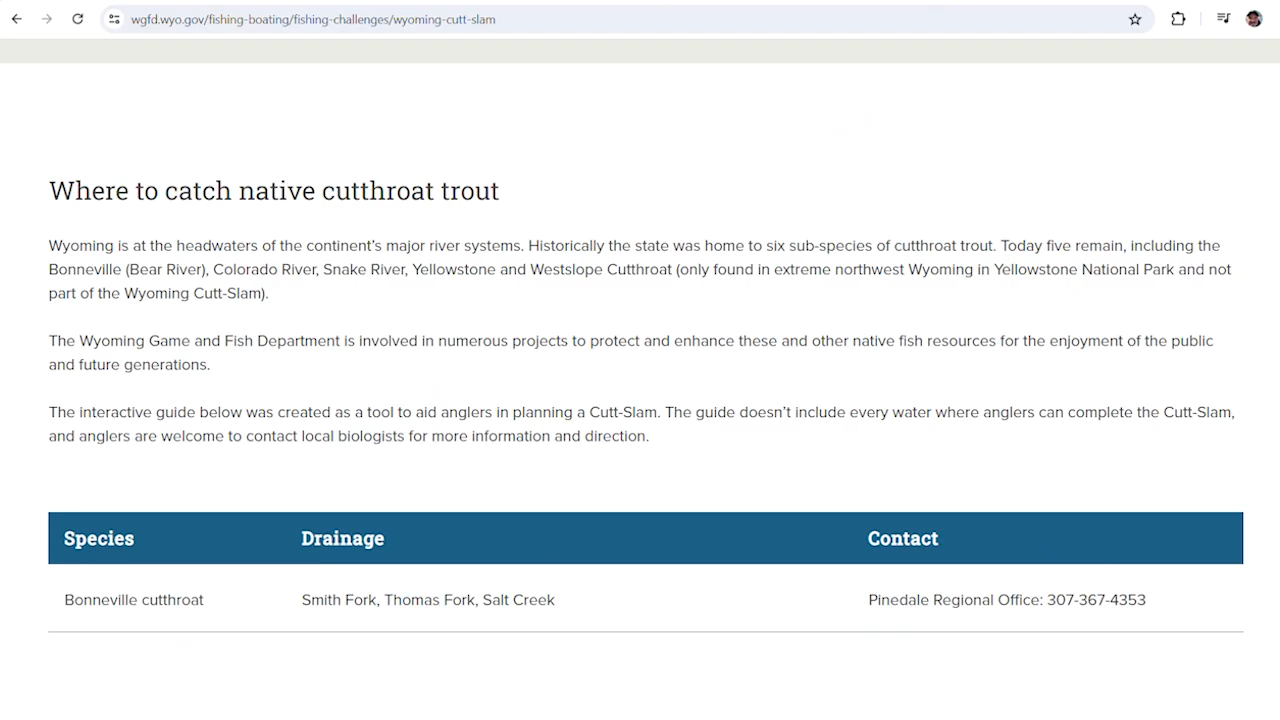 wgfd.wyo.gov/fishing-boating/fishing-challenges/wyoming-cutt-slam
Where to catch native cutthroat trout
Wyoming is at the headwaters of the continent’s major river systems. Historically the state was home to six sub-species of cutthroat trout. Today five remain, including the
Bonneville (Bear River), Colorado River, Snake River, Yellowstone and Westslope Cutthroat (only found in extreme northwest Wyoming in Yellowstone National Park and not
part of the Wyoming Cutt-Slam).
The Wyoming Game and Fish Department is involved in numerous projects to protect and enhance these and other native fish resources for the enjoyment of the public
and future generations.
The interactive guide below was created as a tool to aid anglers in planning a Cutt-Slam. The guide doesn’t include every water where anglers can complete the Cutt-Slam,
and anglers are welcome to contact local biologists for more information and direction.
Species Drainage Contact
Bonneville cutthroat Smith Fork, Thomas Fork, Salt Creek Pinedale Regional Office: 307-367-4353